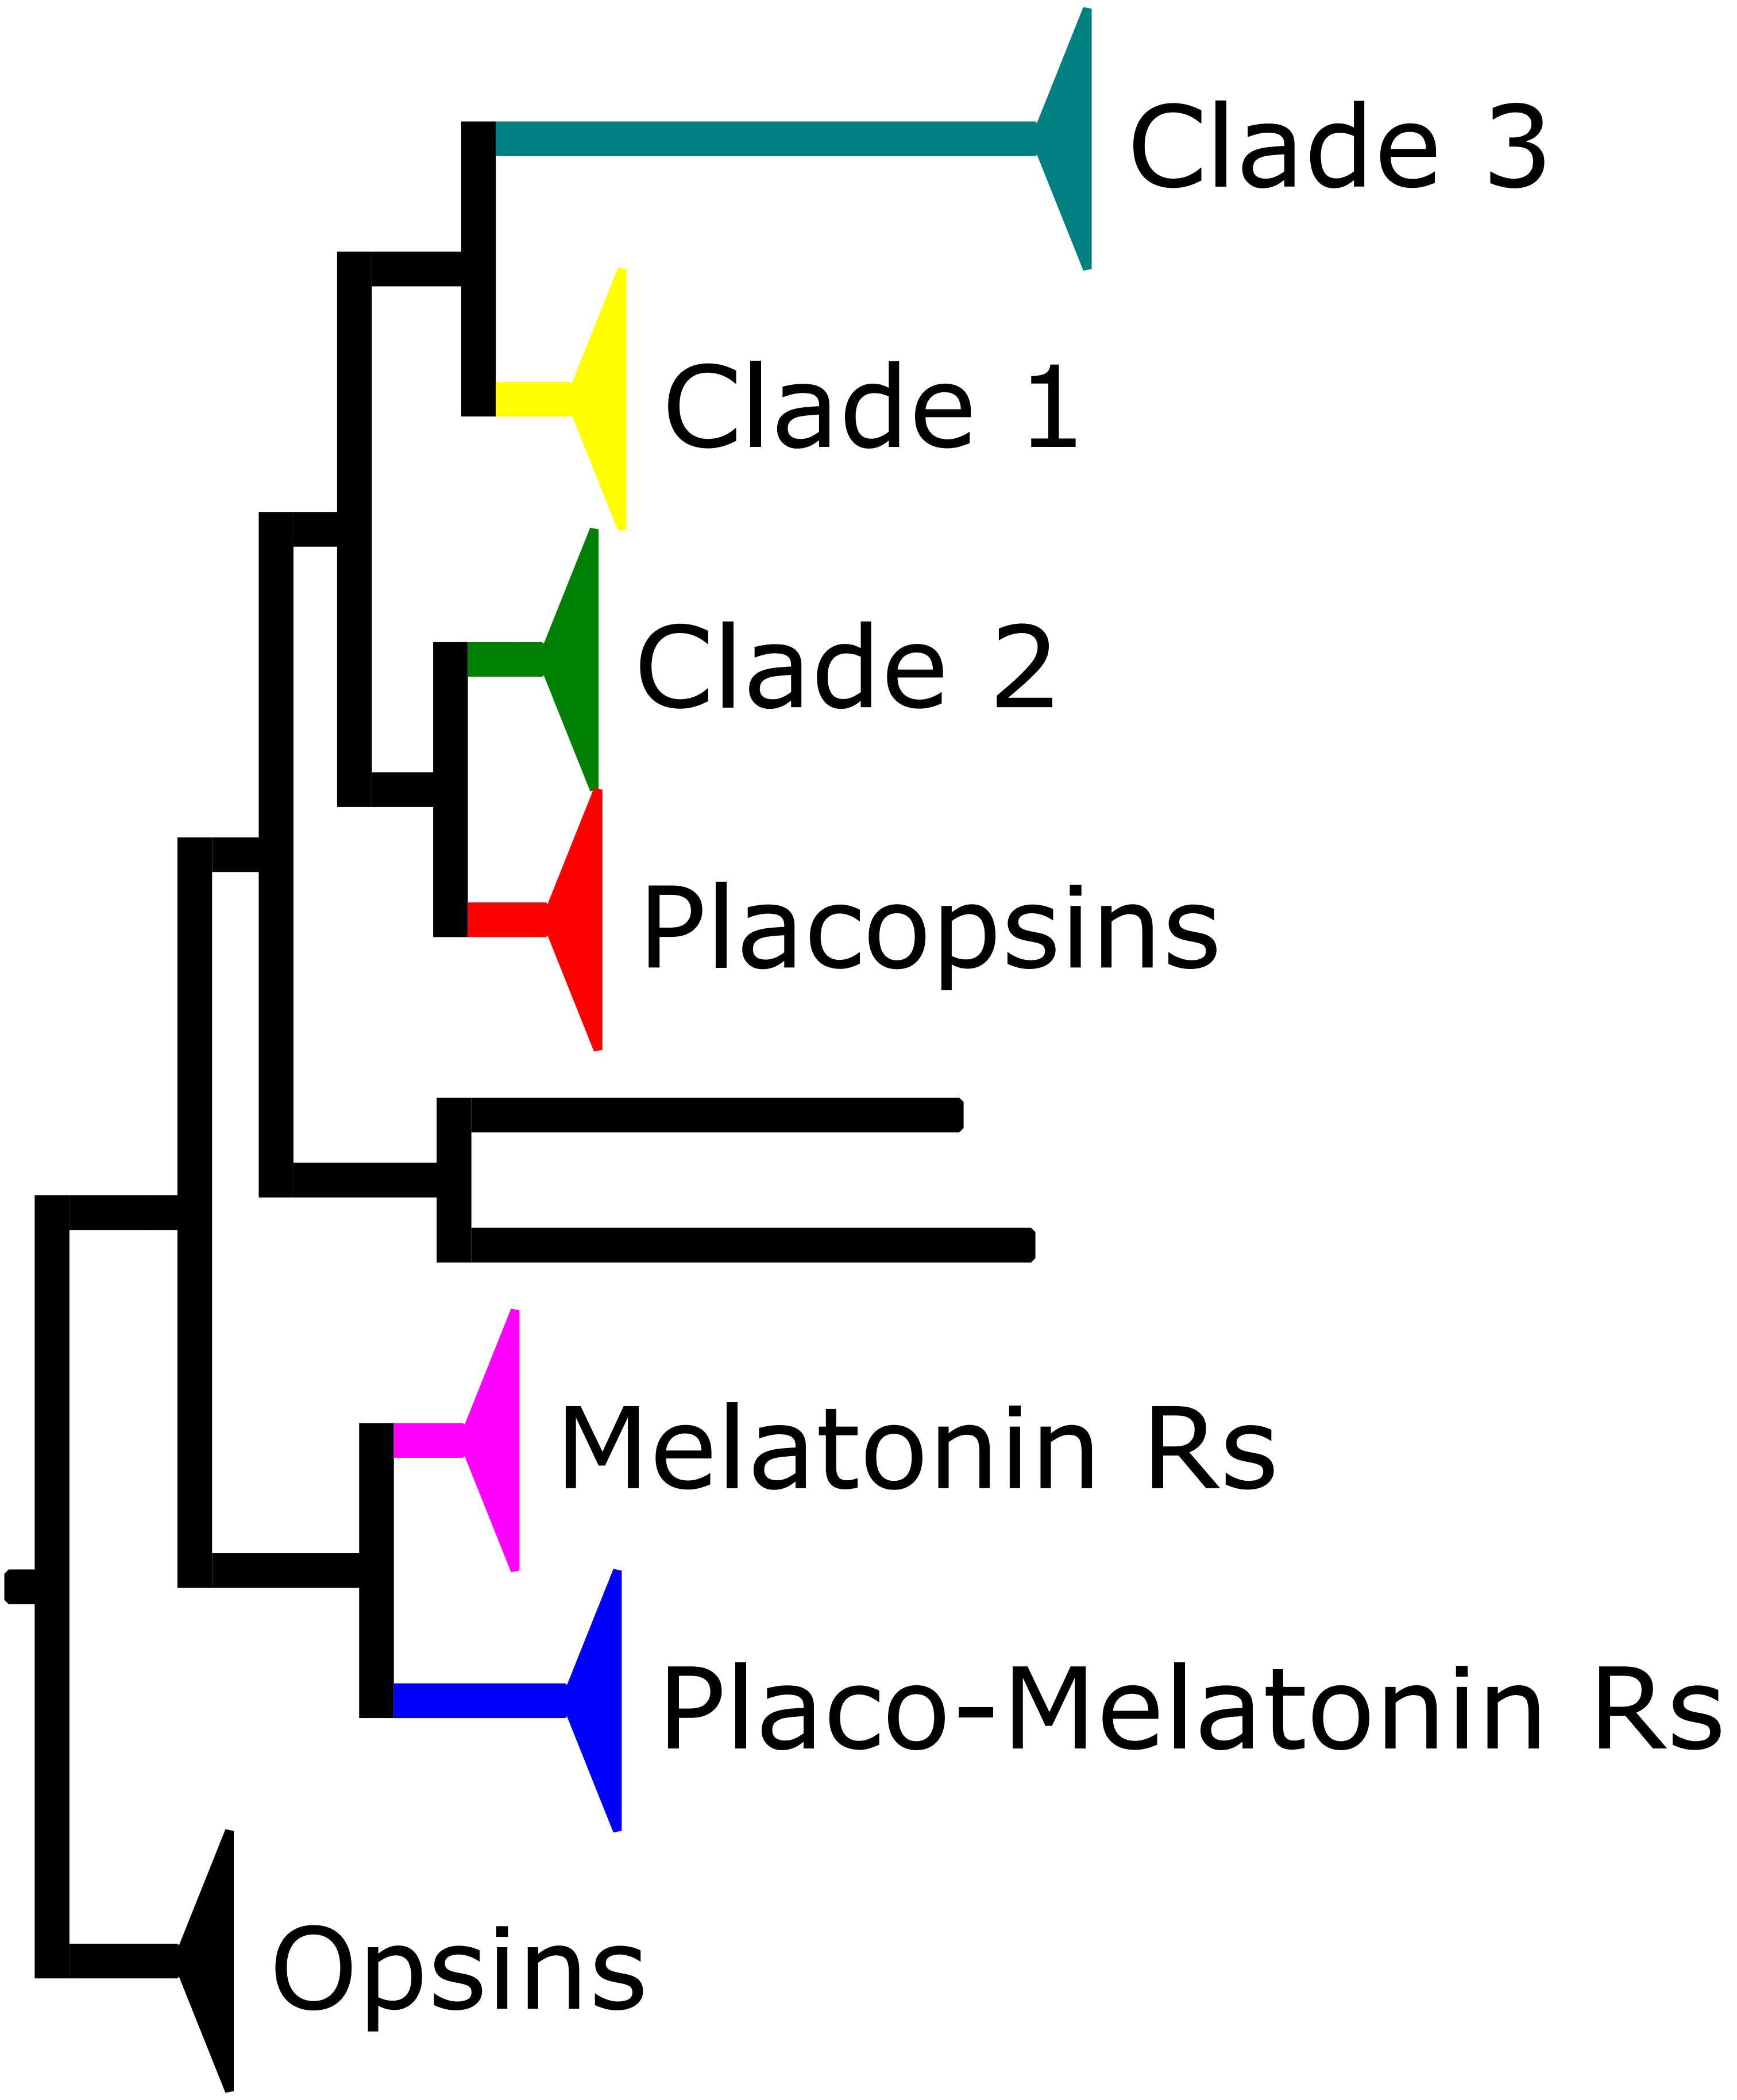 Clade 3
Clade 1
Clade 2
Placopsins
Melatonin Rs
Placo-Melatonin Rs
Opsins